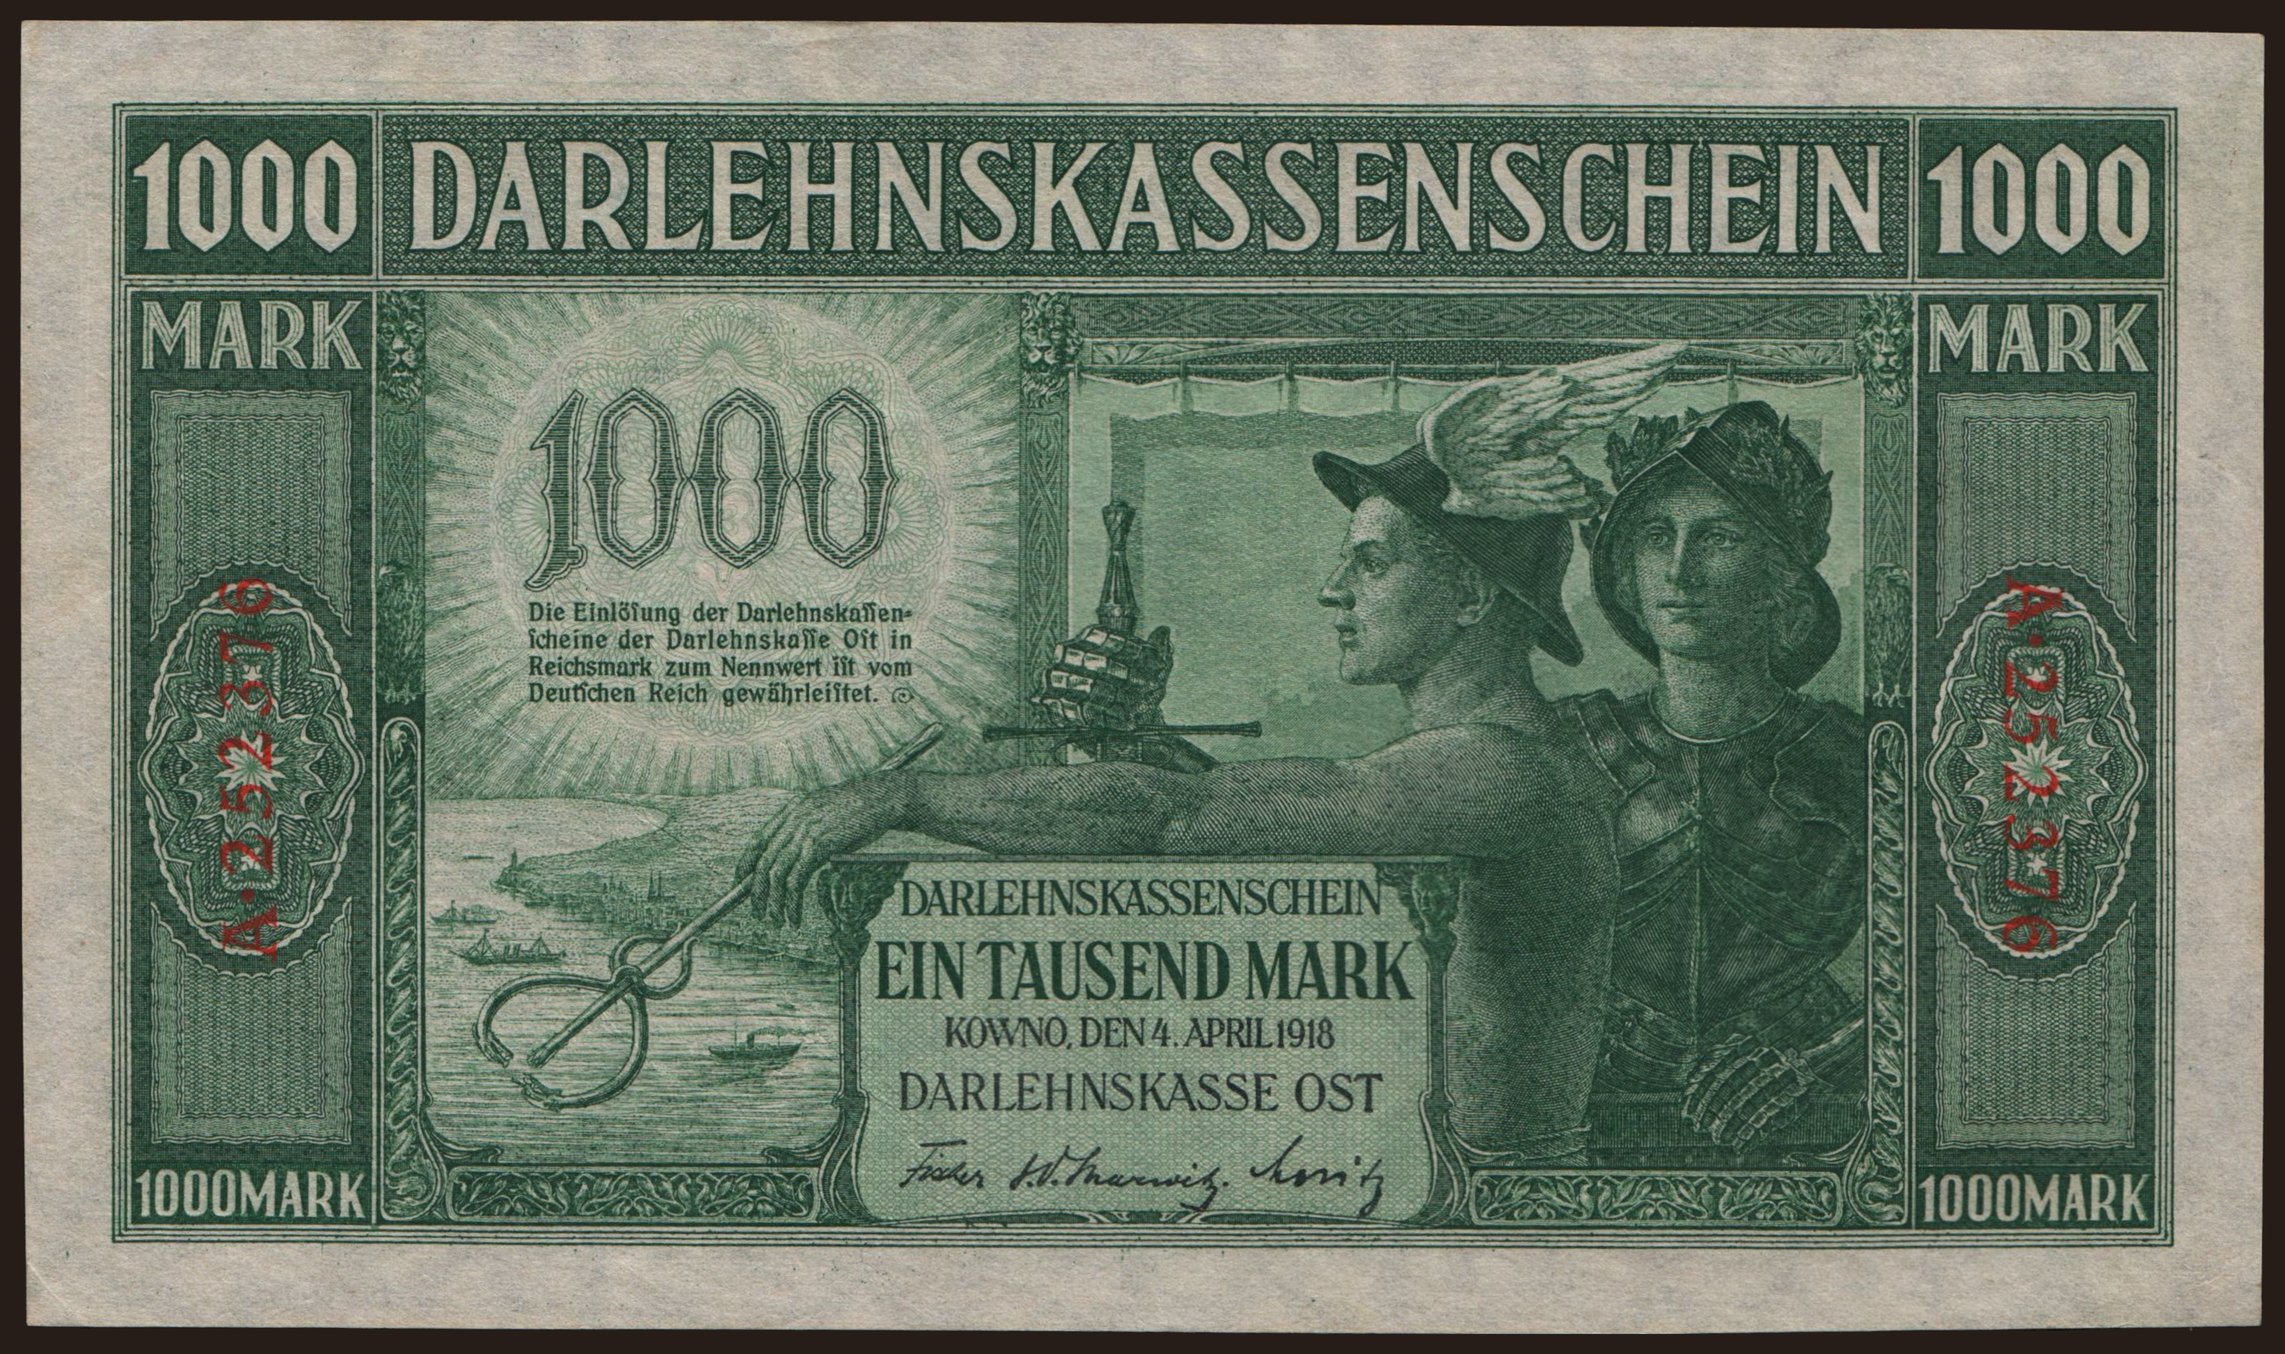 1000 DARLEHNSKASSENSCHEIN 1000
MARK
MARK
1000
Die Einlöſung der Darlehnskaſſen-
ſcheine der Darlehnskaſſe Oſt in
Reichsmark zum Nennwert iſt vom
Deutſchen Reich gewährleiſtet.
A·252376
A·252376
DARLEHNSKASSENSCHEIN
EIN TAUSEND MARK
KOWNO, DEN 4. APRIL 1918
DARLEHNSKASSE OST
Fischer
1000MARK
1000MARK